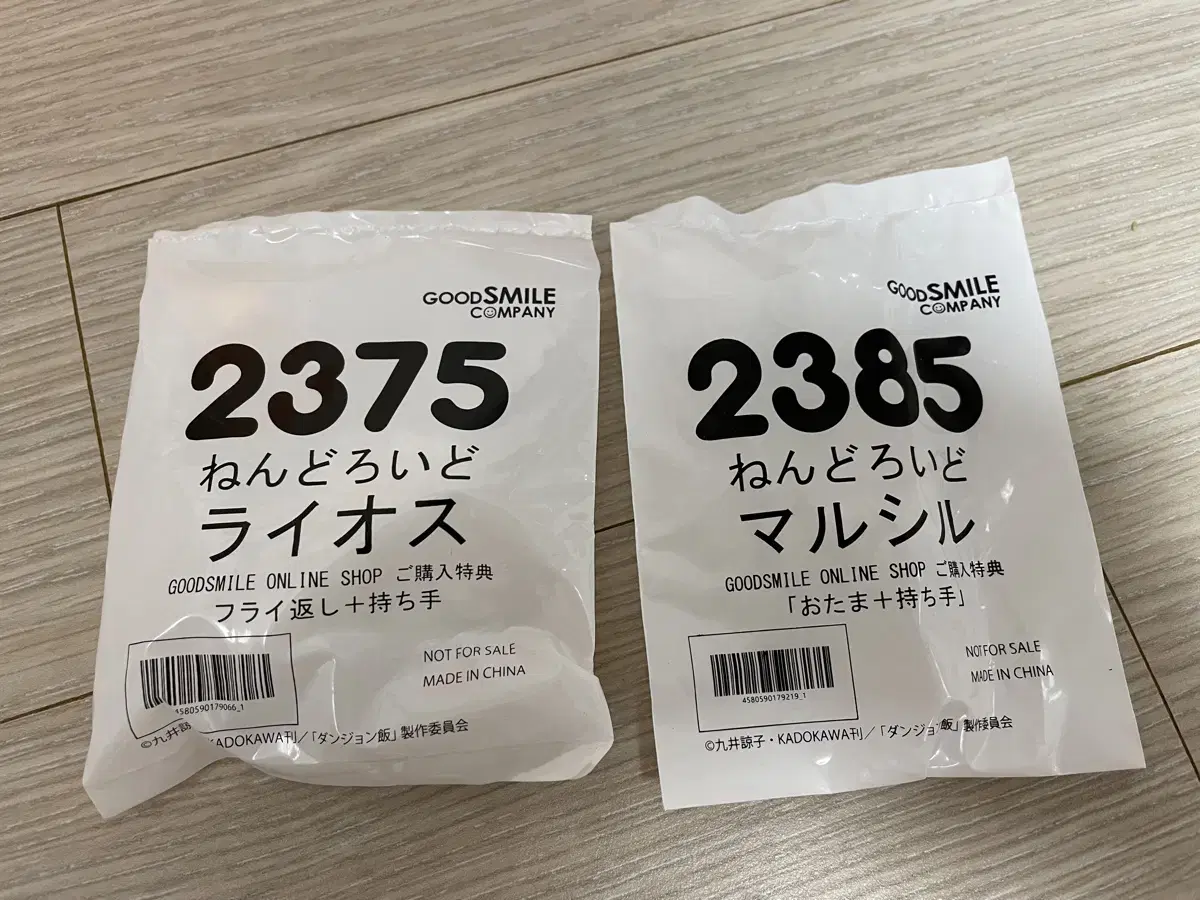 GOODSMILE
COMPANY
2375
ねんどろいど
ライオス
GOODSMILE ONLINE SHOP ご購入特典
フライ返し＋持ち手
NOT FOR SALE
MADE IN CHINA
4580590179066_1
©九井諒 KADOKAWA刊／「ダンジョン飯」製作委員会
GOODSMILE
COMPANY
2385
ねんどろいど
マルシル
GOODSMILE ONLINE SHOP ご購入特典
「おたま＋持ち手」
NOT FOR SALE
MADE IN CHINA
4580590179219_1
©九井諒子・KADOKAWA刊／「ダンジョン飯」製作委員会